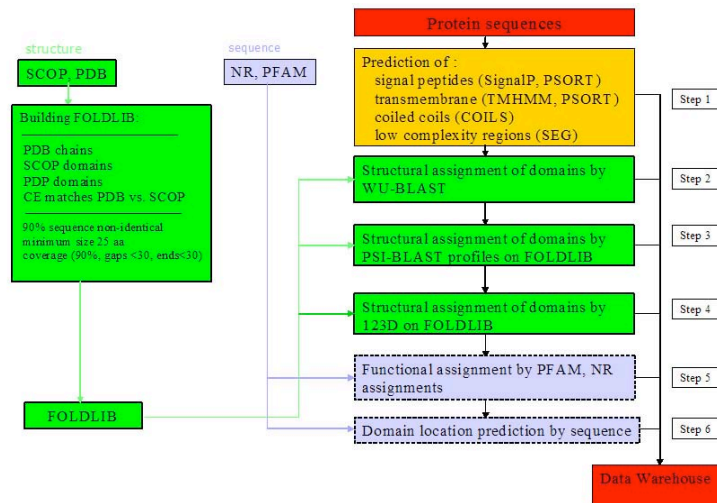 structure
SCOP, PDB
Building FOLDLIB:
PDB chains
SCOP domains
PDP domains
CE matches PDB vs. SCOP
90% sequence non-identical
minimum size 25 aa
coverage (90%, gaps <30, ends<30)
FOLDLIB
sequence
NR, PFAM
Protein sequences
Prediction of :
signal peptides (SignalP, PSORT)
transmembrane (TMHMM, PSORT)
coiled coils (COILS)
low complexity regions (SEG)
Step 1
Structural assignment of domains by
WU-BLAST
Step 2
Structural assignment of domains by
PSI-BLAST profiles on FOLDLIB
Step 3
Structural assignment of domains by
123D on FOLDLIB
Step 4
Functional assignment by PFAM, NR
assignments
Step 5
Domain location prediction by sequence
Step 6
Data Warehouse